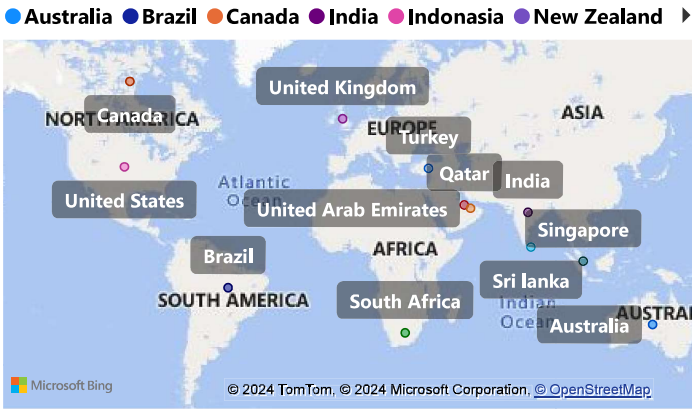 Australia Brazil Canada India Indonasia New Zealand
United Kingdom
Canada
NORTH AMERICA
ASIA
EUROPE
Turkey
Qatar
India
United States
Atlantic
Ocean
United Arab Emirates
Singapore
Brazil
AFRICA
Sri lanka
SOUTH AMERICA
South Africa
Indian
Ocean
Australia
AUSTRAL
Microsoft Bing
© 2024 TomTom, © 2024 Microsoft Corporation, © OpenStreetMap